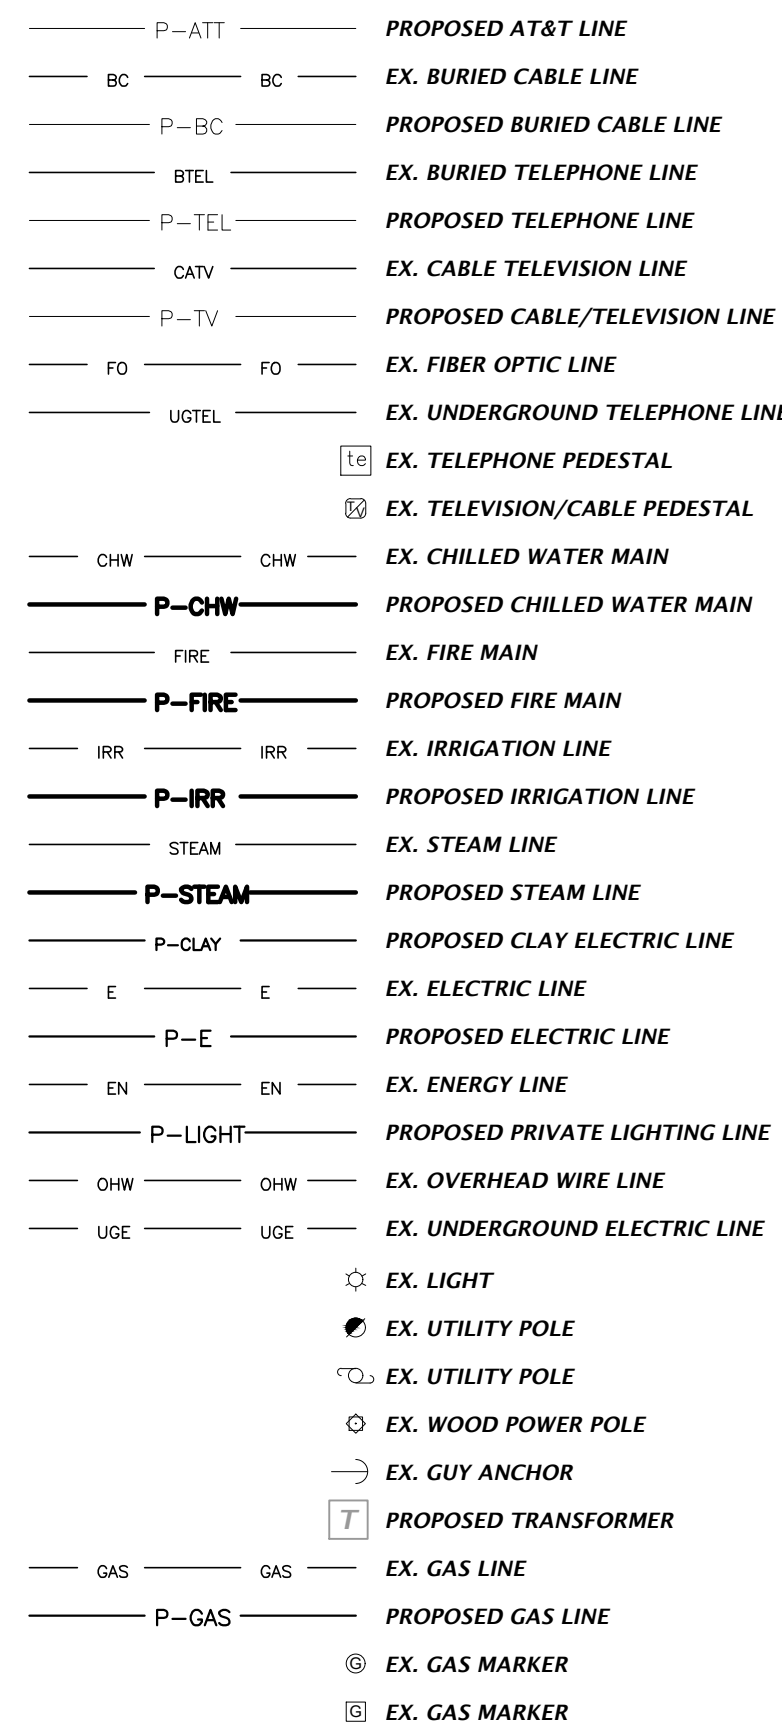 P-ATT PROPOSED AT&T LINE
BC BC EX. BURIED CABLE LINE
P-BC PROPOSED BURIED CABLE LINE
BTEL EX. BURIED TELEPHONE LINE
P-TEL PROPOSED TELEPHONE LINE
CATV EX. CABLE TELEVISION LINE
P-TV PROPOSED CABLE/TELEVISION LINE
FO FO EX. FIBER OPTIC LINE
UGTEL EX. UNDERGROUND TELEPHONE LINE
te EX. TELEPHONE PEDESTAL
TV EX. TELEVISION/CABLE PEDESTAL
CHW CHW EX. CHILLED WATER MAIN
P-CHW PROPOSED CHILLED WATER MAIN
FIRE EX. FIRE MAIN
P-FIRE PROPOSED FIRE MAIN
IRR IRR EX. IRRIGATION LINE
P-IRR PROPOSED IRRIGATION LINE
STEAM EX. STEAM LINE
P-STEAM PROPOSED STEAM LINE
P-CLAY PROPOSED CLAY ELECTRIC LINE
E E EX. ELECTRIC LINE
P-E PROPOSED ELECTRIC LINE
EN EN EX. ENERGY LINE
P-LIGHT PROPOSED PRIVATE LIGHTING LINE
OHW OHW EX. OVERHEAD WIRE LINE
UGE UGE EX. UNDERGROUND ELECTRIC LINE
EX. LIGHT
EX. UTILITY POLE
EX. UTILITY POLE
EX. WOOD POWER POLE
EX. GUY ANCHOR
T PROPOSED TRANSFORMER
GAS GAS EX. GAS LINE
P-GAS PROPOSED GAS LINE
G EX. GAS MARKER
G EX. GAS MARKER